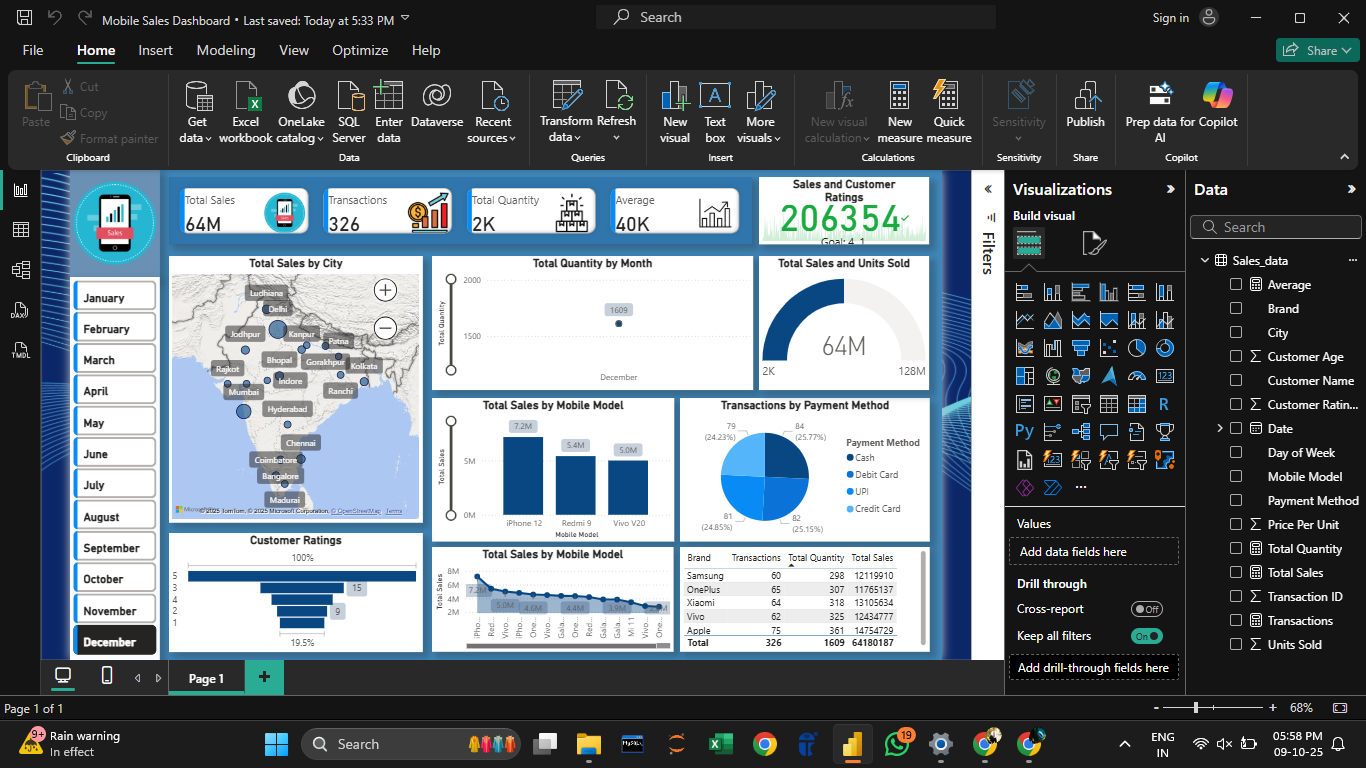 Mobile Sales Dashboard • Last saved: Today at 5:33 PM
Search
Sign in
File Home Insert Modeling View Optimize Help
Share
Paste
Cut
Copy
Format painter
Clipboard
Get data
Excel workbook
OneLake catalog
SQL Server
Enter data
Dataverse
Recent sources
Data
Transform data
Refresh
Queries
New visual
Text box
More visuals
Insert
New visual calculation
New measure
Quick measure
Calculations
Sensitivity
Sensitivity
Publish
Share
Prep data for AI
Copilot
Copilot
Sales
Total Sales
64M
Sales
Transactions
326
Total Quantity
2K
Average
40K
Sales and Customer Ratings
206354
January
February
March
April
May
June
July
August
September
October
November
December
Total Sales by City
Ludhiana
Delhi
Jodhpur
Kanpur
Patna
Bhopal
Gorakhpur
Kolkata
Rajkot
Indore
Ranchi
Mumbai
Hyderabad
Chennai
Coimbatore
Bangalore
Madurai
© 2025 TomTom, © 2025 Microsoft Corporation, © OpenStreetMap Terms
Total Quantity by Month
Total Quantity
2000
1500
1609
December
Total Sales and Units Sold
64M
2K
128M
Total Sales by Mobile Model
Total Sales
5M
0M
7.2M
5.4M
5.0M
iPhone 12
Redmi 9
Vivo V20
Mobile Model
Transactions by Payment Method
79 (24.23%)
84 (25.77%)
81 (24.85%)
82 (25.15%)
Payment Method
Cash
Debit Card
UPI
Credit Card
Customer Ratings
100%
5
3
4
2
1
15
9
19.5%
Total Sales by Mobile Model
Total Sales
8M
6M
4M
2M
7.2M
5.0M
4.6M
4.4M
3.9M
iPho...
Red...
Vivo...
Vivo...
One...
Vivo...
Gala...
One...
Red...
Gala...
Gala...
Mi 11
Vivo...
One...
Brand Transactions Total Quantity Total Sales
Samsung 60 298 12119910
OnePlus 65 307 11765137
Xiaomi 64 318 13105634
Vivo 62 325 12434777
Apple 75 361 14754729
Total 326 1609 64180187
Filters
Visualizations
Build visual
Values
Add data fields here
Drill through
Cross-report
Off
Keep all filters
On
Add drill-through fields here
Data
Search
Sales_data
Average
Brand
City
Customer Age
Customer Name
Customer Ratin...
Date
Day of Week
Mobile Model
Payment Method
Price Per Unit
Total Quantity
Total Sales
Transaction ID
Transactions
Units Sold
DAX
TMDL
Page 1
Page 1 of 1
68%
9+
Rain warning
In effect
Search
MySQL
19
ENG
IN
05:58 PM
09-10-25